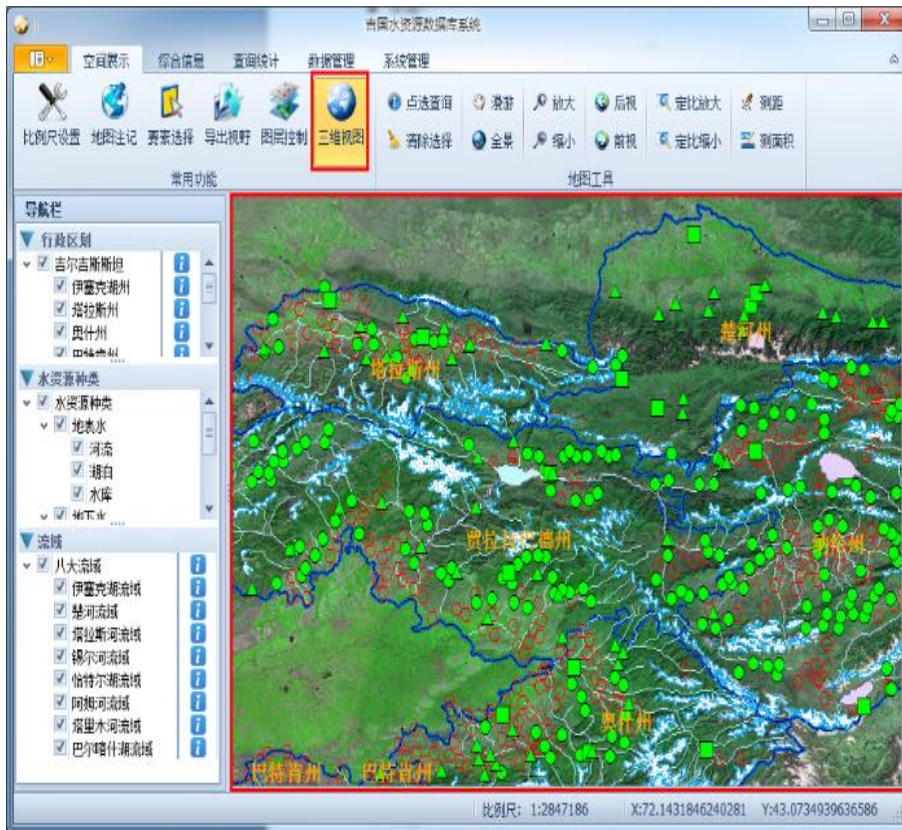 吉国水资源数据库系统
空间展示 综合信息 查询统计 数据管理 系统管理
比例尺设置 地图注记 要素选择 导出视野 图层控制 三维视图
点选查询 漫游 放大 后视 定比放大 测距
清除选择 全景 缩小 前视 定比缩小 测面积
常用功能 地图工具
导航栏
行政区划
吉尔吉斯斯坦
伊塞克湖州
塔拉斯州
奥什州
巴特肯州
水资源种类
水资源种类
地表水
河流
湖泊
水库
地下水
流域
八大流域
伊塞克湖流域
楚河流域
塔拉斯河流域
锡尔河流域
恰特尔湖流域
阿姆河流域
塔里木河流域
巴尔喀什湖流域
楚河州
塔拉斯州
贾拉拉巴德州
纳伦州
奥什州
巴特肯州 巴特肯州
比例尺: 1:2847186 X:72.1431846240281 Y:43.0734939636586